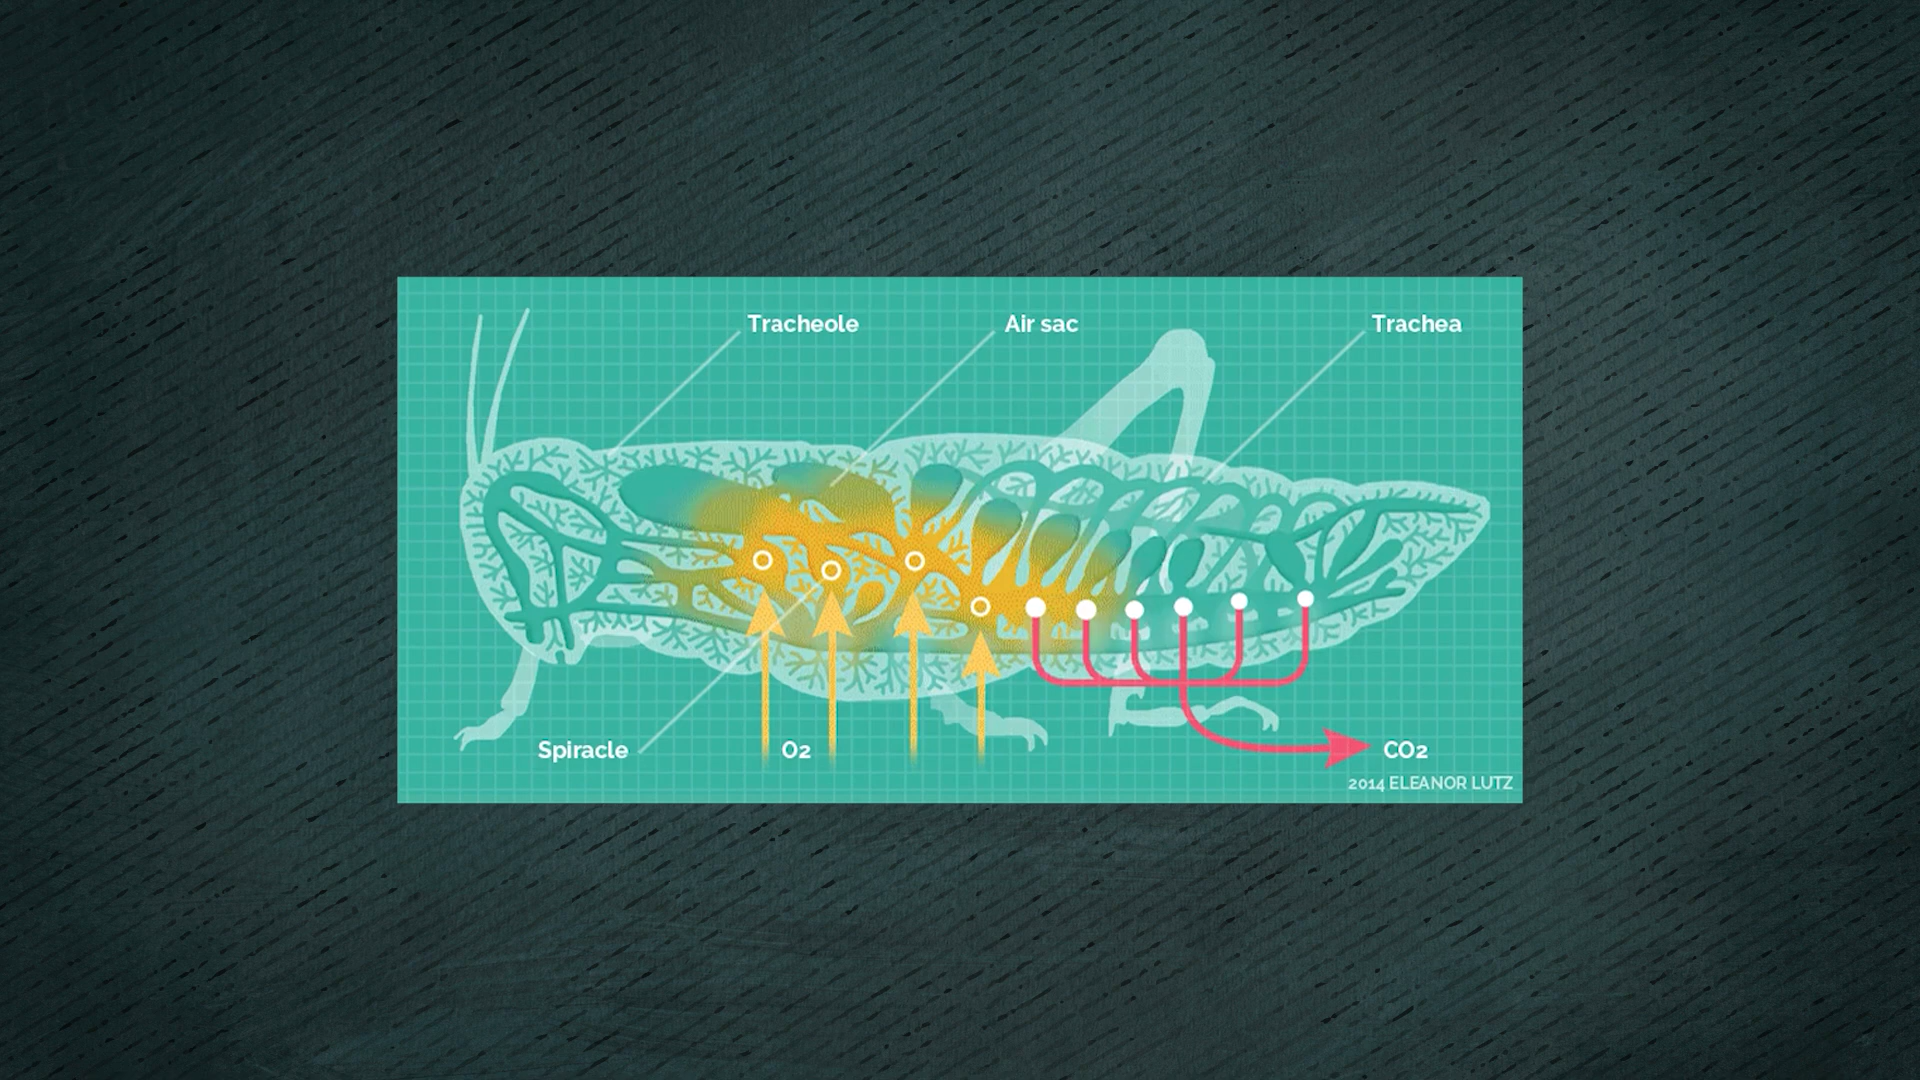 Tracheole
Air sac
Trachea
Spiracle
O2
CO2
2014 ELEANOR LUTZ